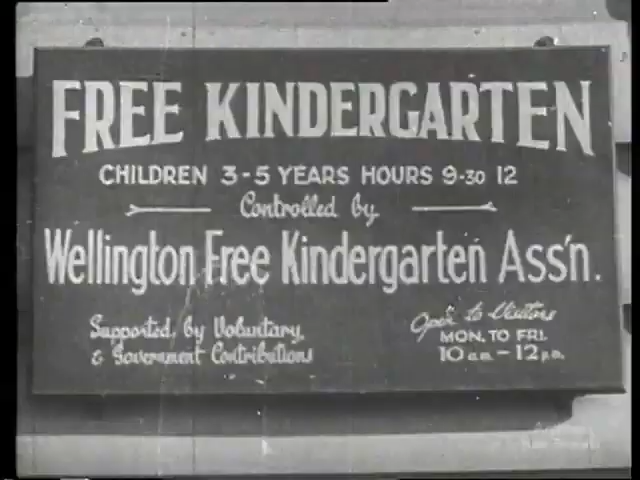 FREE KINDERGARTEN
CHILDREN 3-5 YEARS HOURS 9-30 12
Controlled by
Wellington Free Kindergarten Ass'n.
Supported by Voluntary
& Government Contributions
Open to Visitors
MON. TO FRI.
10 a.m. - 12 p.m.